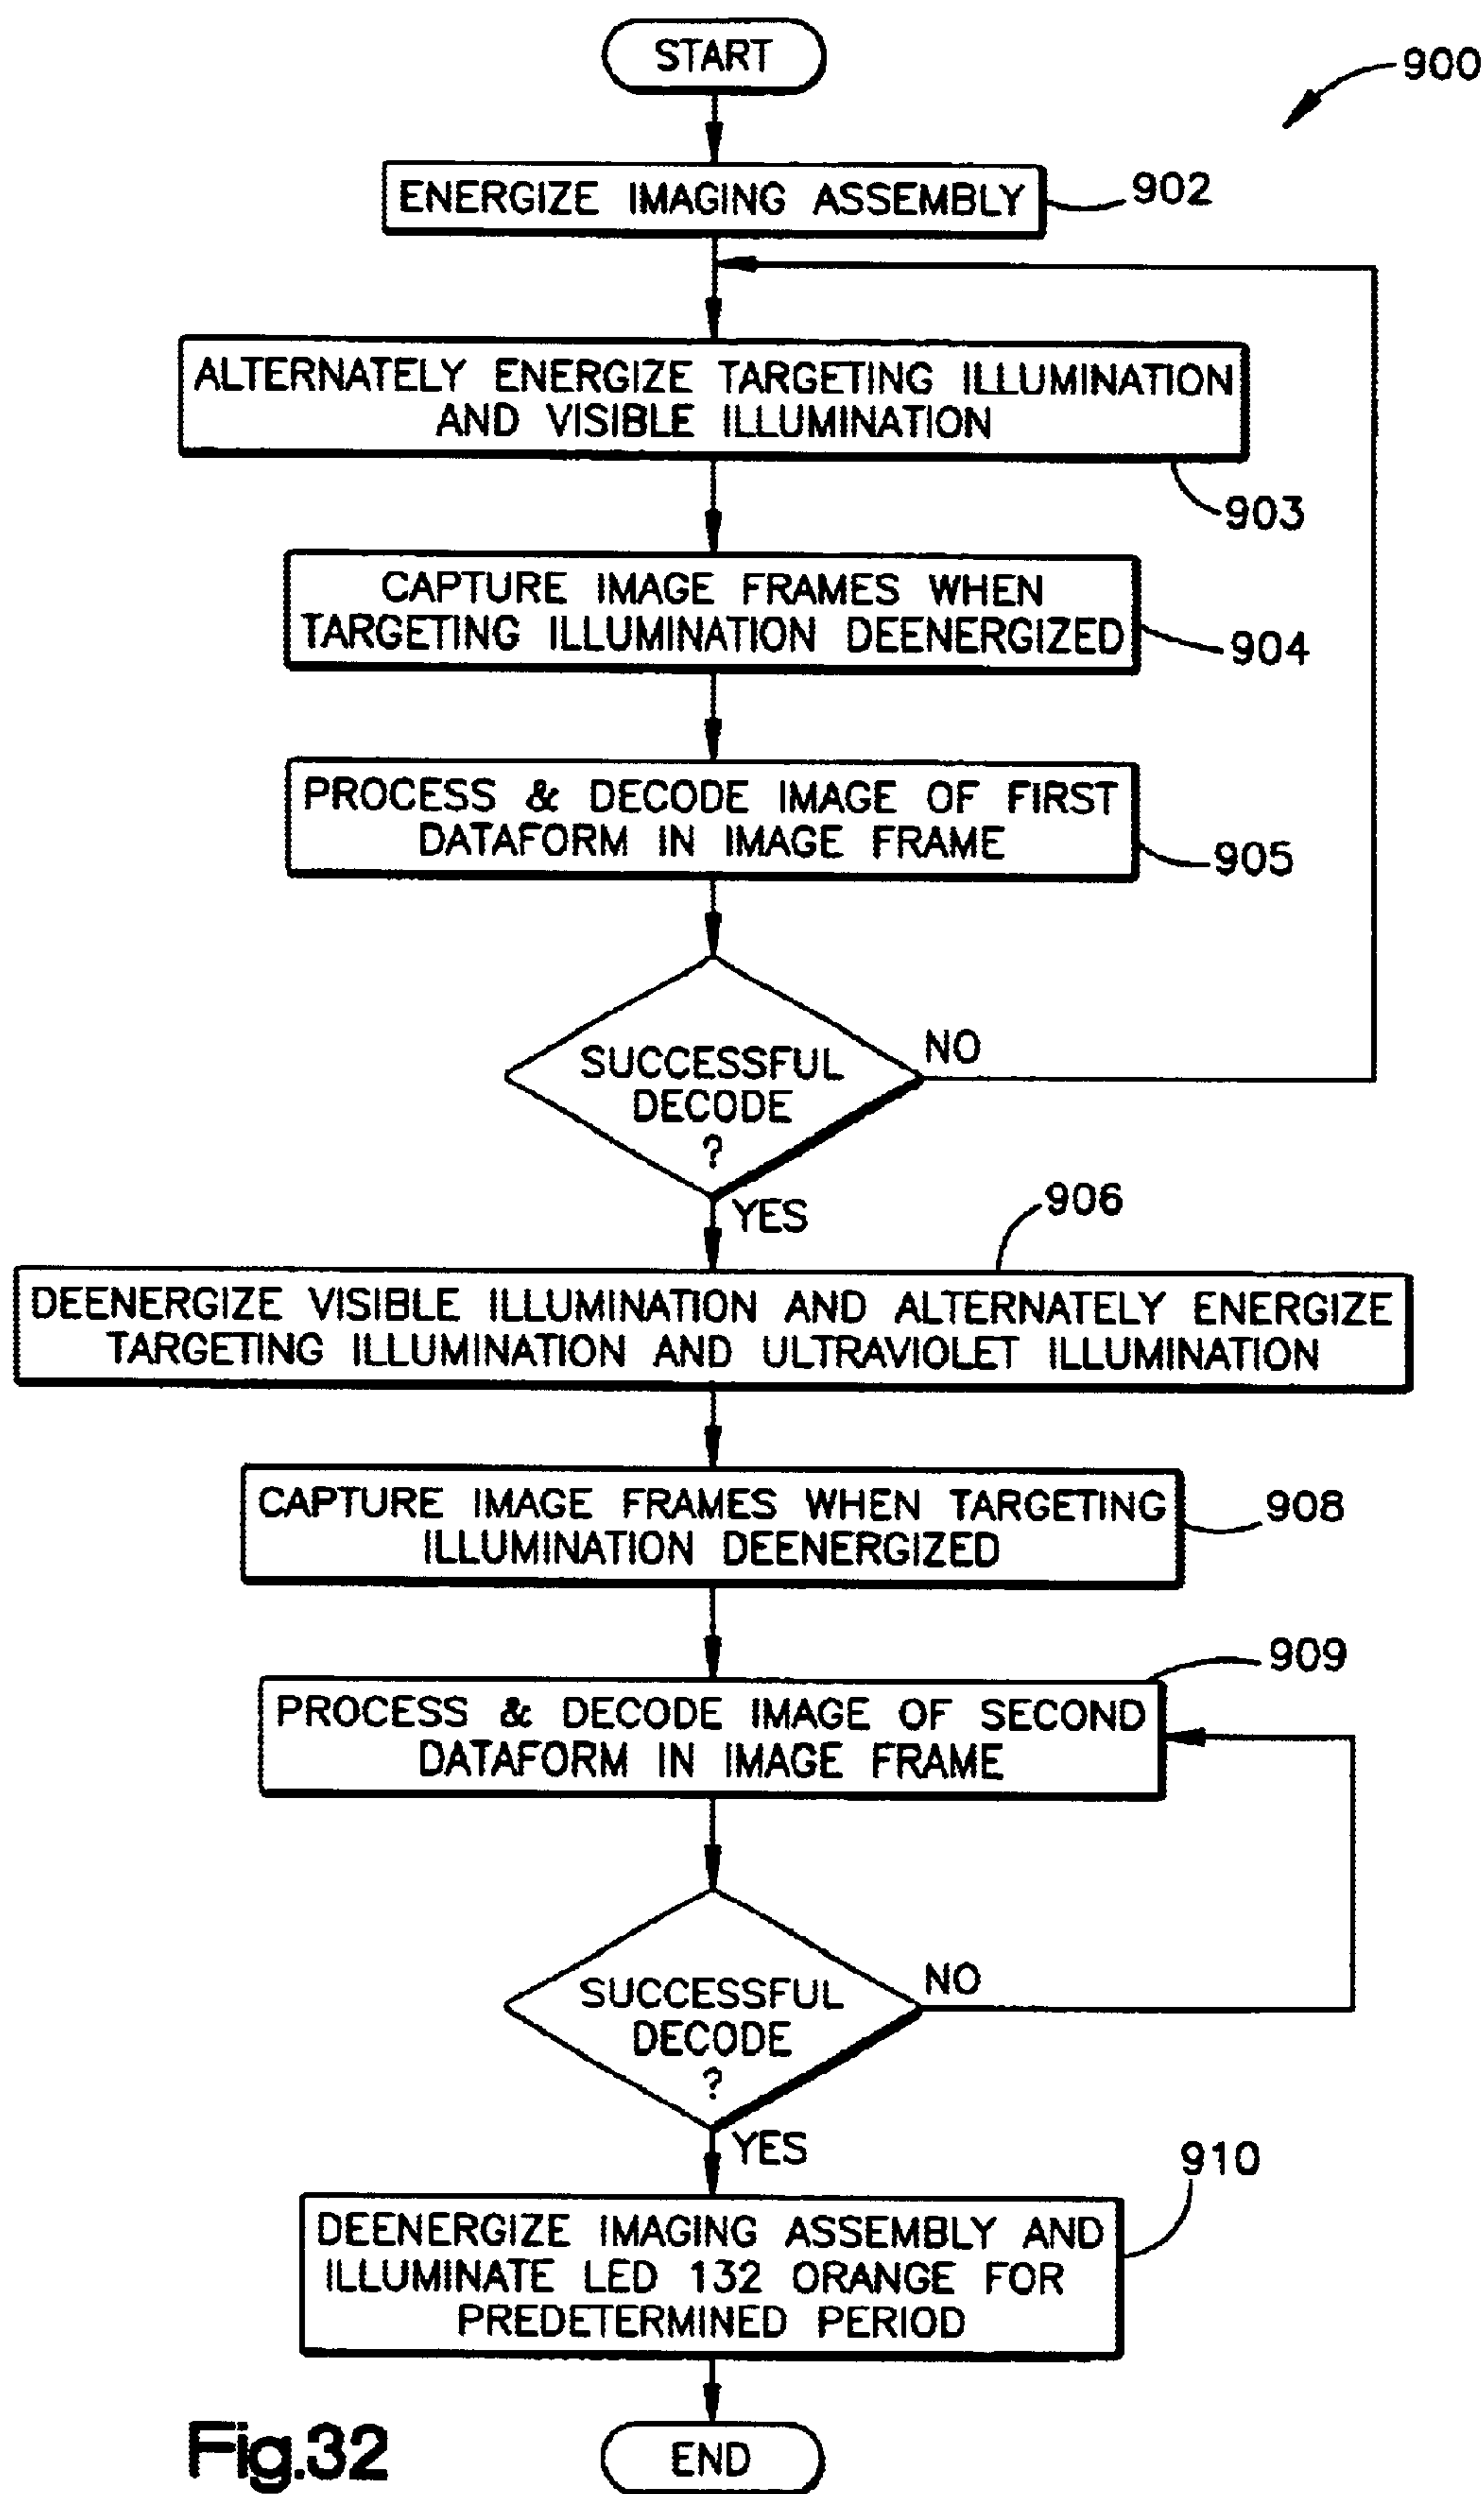 START
900
ENERGIZE IMAGING ASSEMBLY
902
ALTERNATELY ENERGIZE TARGETING ILLUMINATION
AND VISIBLE ILLUMINATION
903
CAPTURE IMAGE FRAMES WHEN
TARGETING ILLUMINATION DEENERGIZED
904
PROCESS & DECODE IMAGE OF FIRST
DATAFORM IN IMAGE FRAME
905
SUCCESSFUL
DECODE
?
NO
YES
906
DEENERGIZE VISIBLE ILLUMINATION AND ALTERNATELY ENERGIZE
TARGETING ILLUMINATION AND ULTRAVIOLET ILLUMINATION
CAPTURE IMAGE FRAMES WHEN TARGETING
ILLUMINATION DEENERGIZED
908
909
PROCESS & DECODE IMAGE OF SECOND
DATAFORM IN IMAGE FRAME
SUCCESSFUL
DECODE
?
NO
YES
910
DEENERGIZE IMAGING ASSEMBLY AND
ILLUMINATE LED 132 ORANGE FOR
PREDETERMINED PERIOD
END
Fig.32